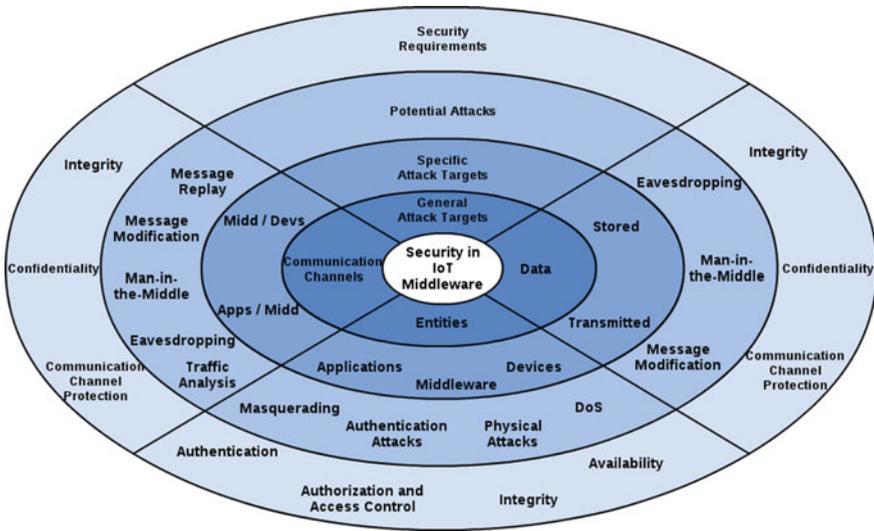 Security
Requirements
Potential Attacks
Specific
Attack Targets
General
Attack Targets
Security in
IoT
Middleware
Communication
Channels
Data
Entities
Midd / Devs
Apps / Midd
Stored
Transmitted
Applications
Middleware
Devices
Message
Replay
Message
Modification
Man-in-
the-Middle
Eavesdropping
Traffic
Analysis
Eavesdropping
Man-in-
the-Middle
Message
Modification
Masquerading
Authentication
Attacks
Physical
Attacks
DoS
Integrity
Confidentiality
Communication
Channel
Protection
Integrity
Confidentiality
Communication
Channel
Protection
Authentication
Authorization and
Access Control
Integrity
Availability